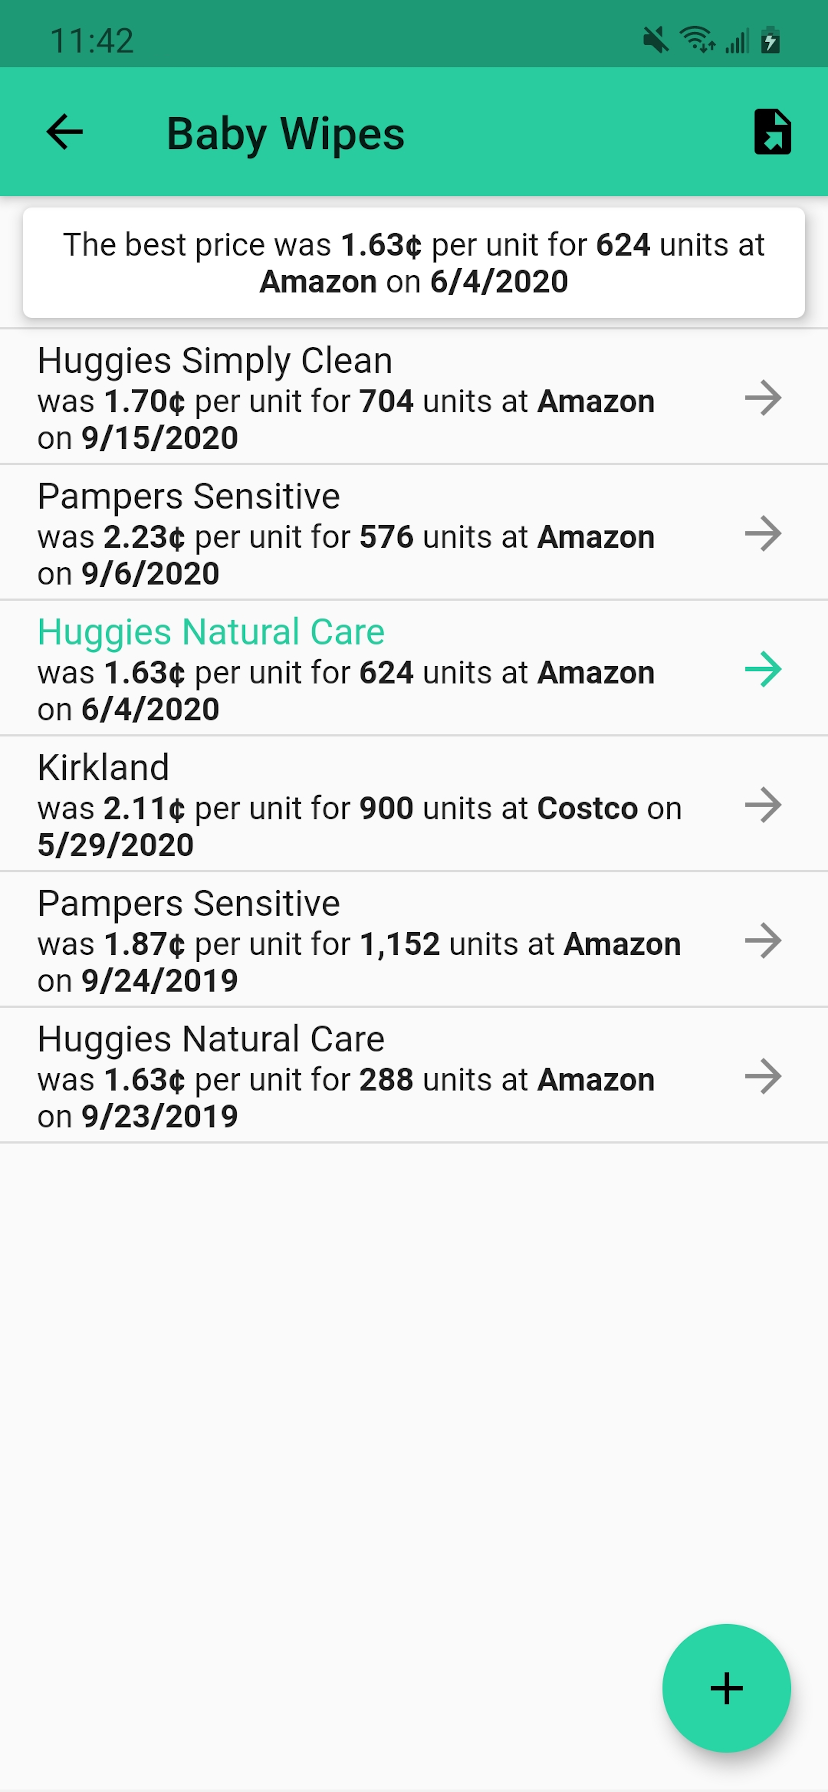 11:42
Baby Wipes
The best price was 1.63¢ per unit for 624 units at
Amazon on 6/4/2020
Huggies Simply Clean
was 1.70¢ per unit for 704 units at Amazon
on 9/15/2020
Pampers Sensitive
was 2.23¢ per unit for 576 units at Amazon
on 9/6/2020
Huggies Natural Care
was 1.63¢ per unit for 624 units at Amazon
on 6/4/2020
Kirkland
was 2.11¢ per unit for 900 units at Costco on
5/29/2020
Pampers Sensitive
was 1.87¢ per unit for 1,152 units at Amazon
on 9/24/2019
Huggies Natural Care
was 1.63¢ per unit for 288 units at Amazon
on 9/23/2019